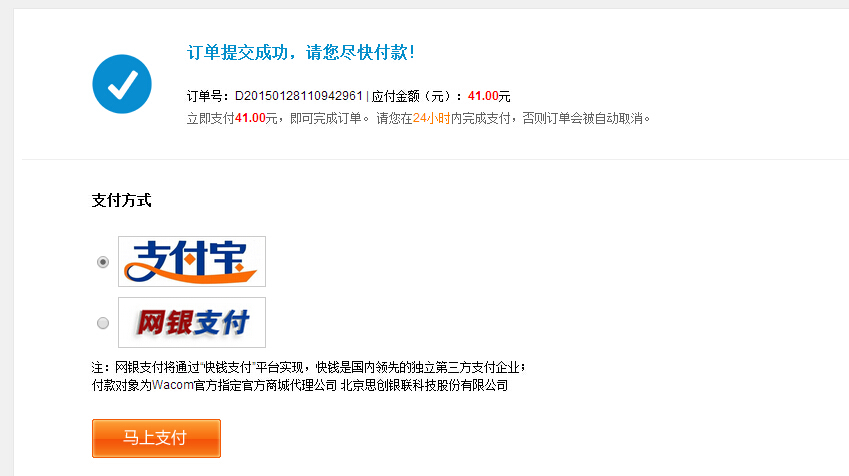 订单提交成功，请您尽快付款！
订单号：D20150128110942961 | 应付金额（元）：41.00元
立即支付41.00元，即可完成订单。 请您在24小时内完成支付，否则订单会被自动取消。
支付方式
支付宝
网银支付
注：网银支付将通过“快钱支付”平台实现，快钱是国内领先的独立第三方支付企业；
付款对象为Wacom官方指定官方商城代理公司 北京思创银联科技股份有限公司
马上支付